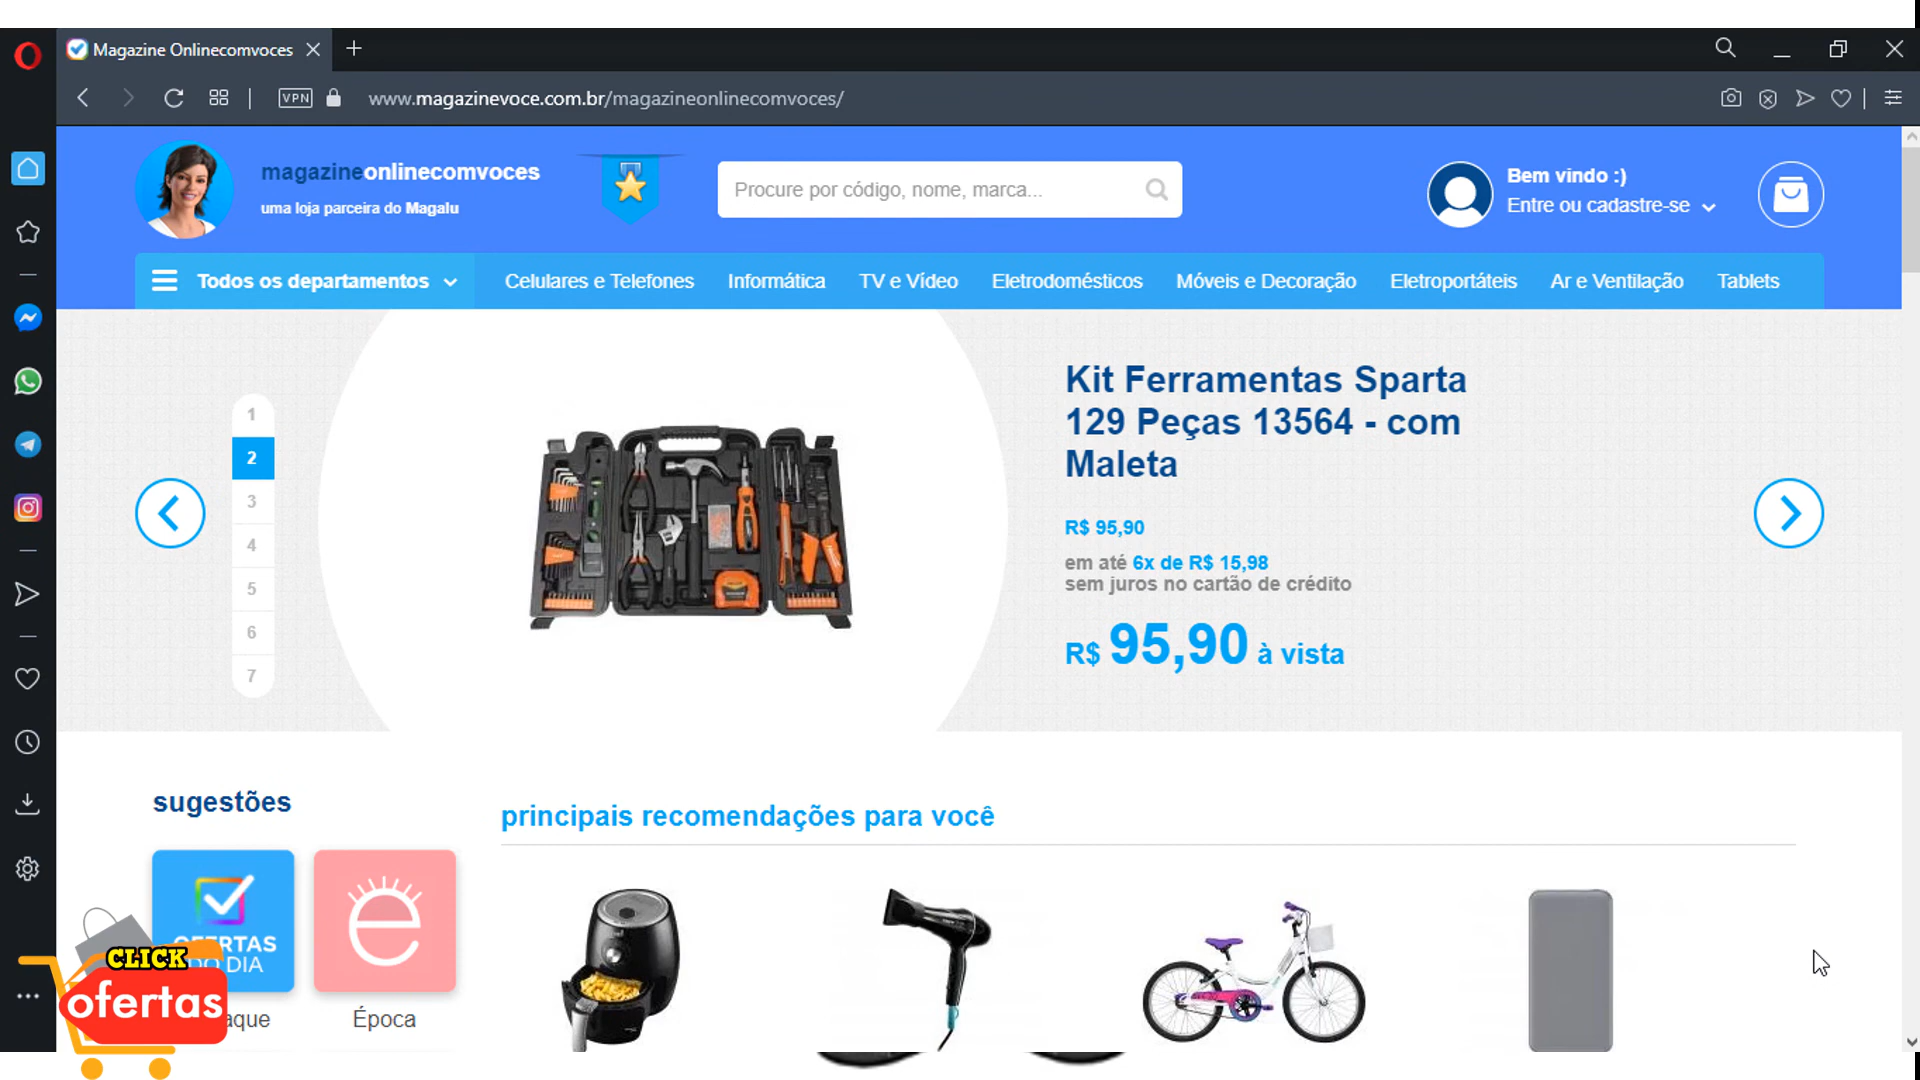 Magazine Onlinecomvoces
VPN
www.magazinevoce.com.br/magazineonlinecomvoces/
magazineonlinecomvoces
uma loja parceira do Magalu
Procure por código, nome, marca...
Bem vindo :)
Entre ou cadastre-se
Todos os departamentos
Celulares e Telefones
Informática
TV e Vídeo
Eletrodomésticos
Móveis e Decoração
Eletroportáteis
Ar e Ventilação
Tablets
1
2
3
4
5
6
7
Kit Ferramentas Sparta
129 Peças 13564 - com
Maleta
R$ 95,90
em até 6x de R$ 15,98
sem juros no cartão de crédito
R$ 95,90 à vista
sugestões
principais recomendações para você
OFERTAS
DO DIA
aque
Época
CLICK
ofertas